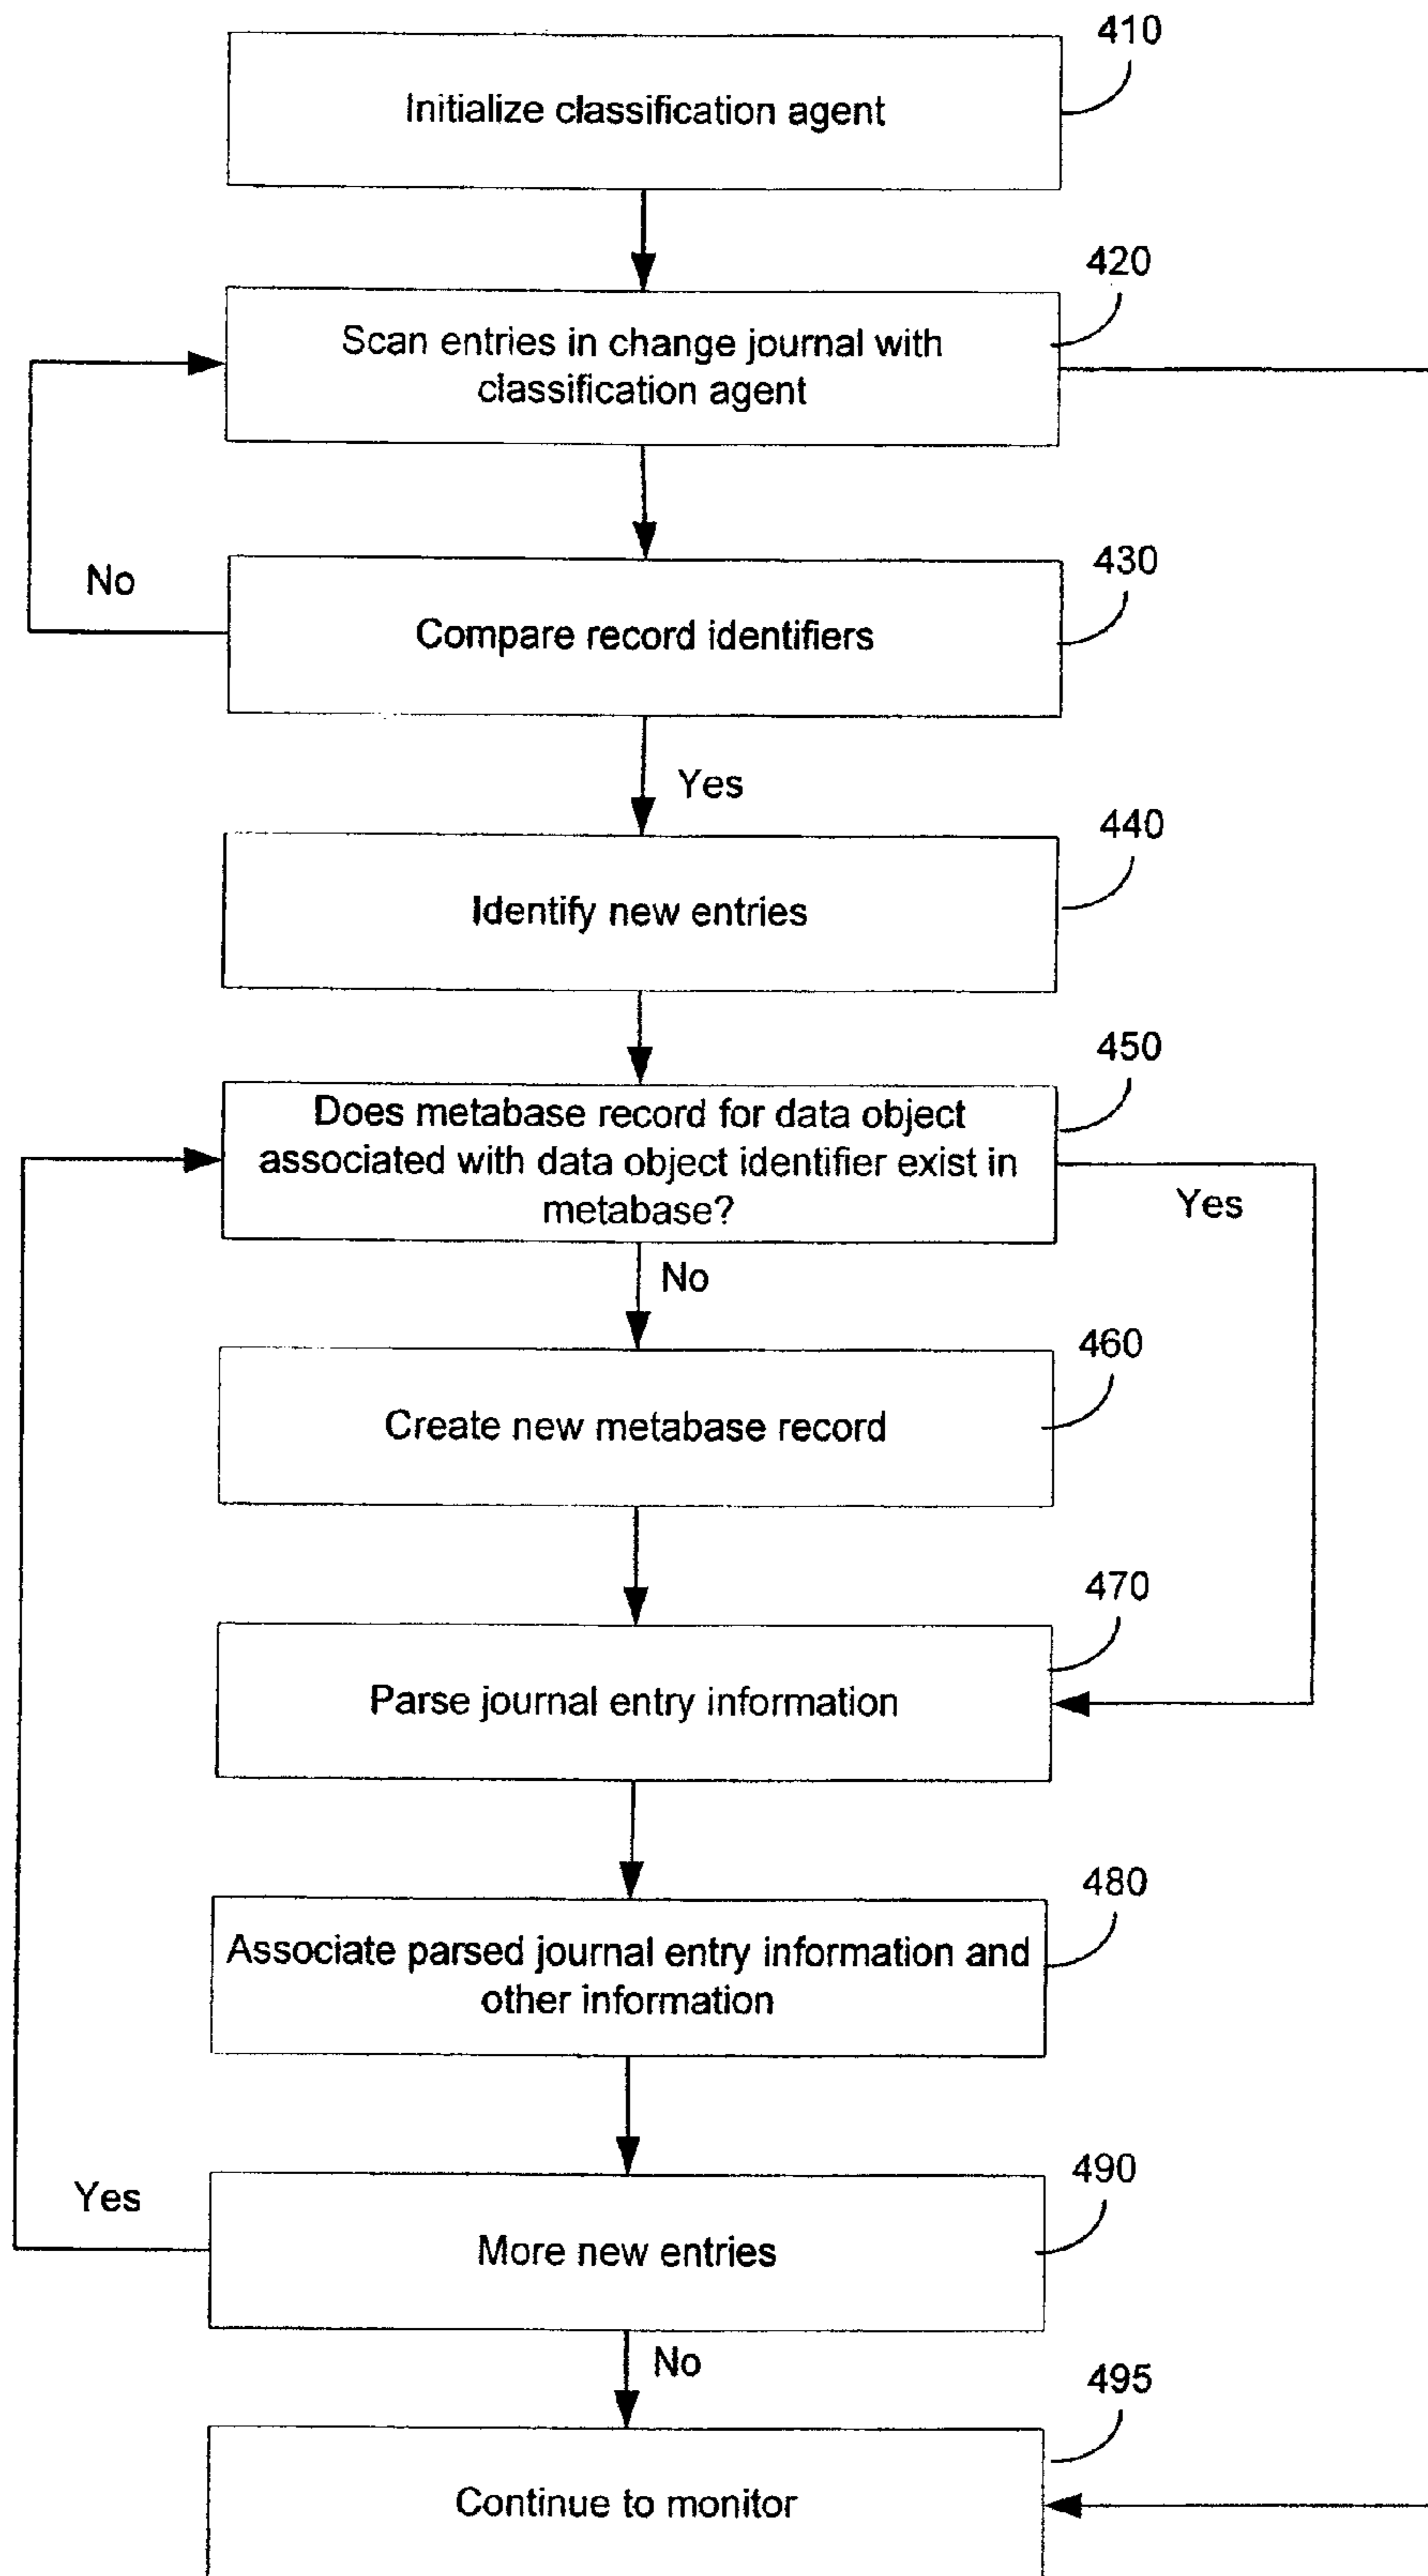 410
Initialize classification agent
420
Scan entries in change journal with
classification agent
430
No
Compare record identifiers
Yes
440
Identify new entries
450
Does metabase record for data object
associated with data object identifier exist in
metabase?
Yes
No
460
Create new metabase record
470
Parse journal entry information
480
Associate parsed journal entry information and
other information
490
Yes
More new entries
No
495
Continue to monitor